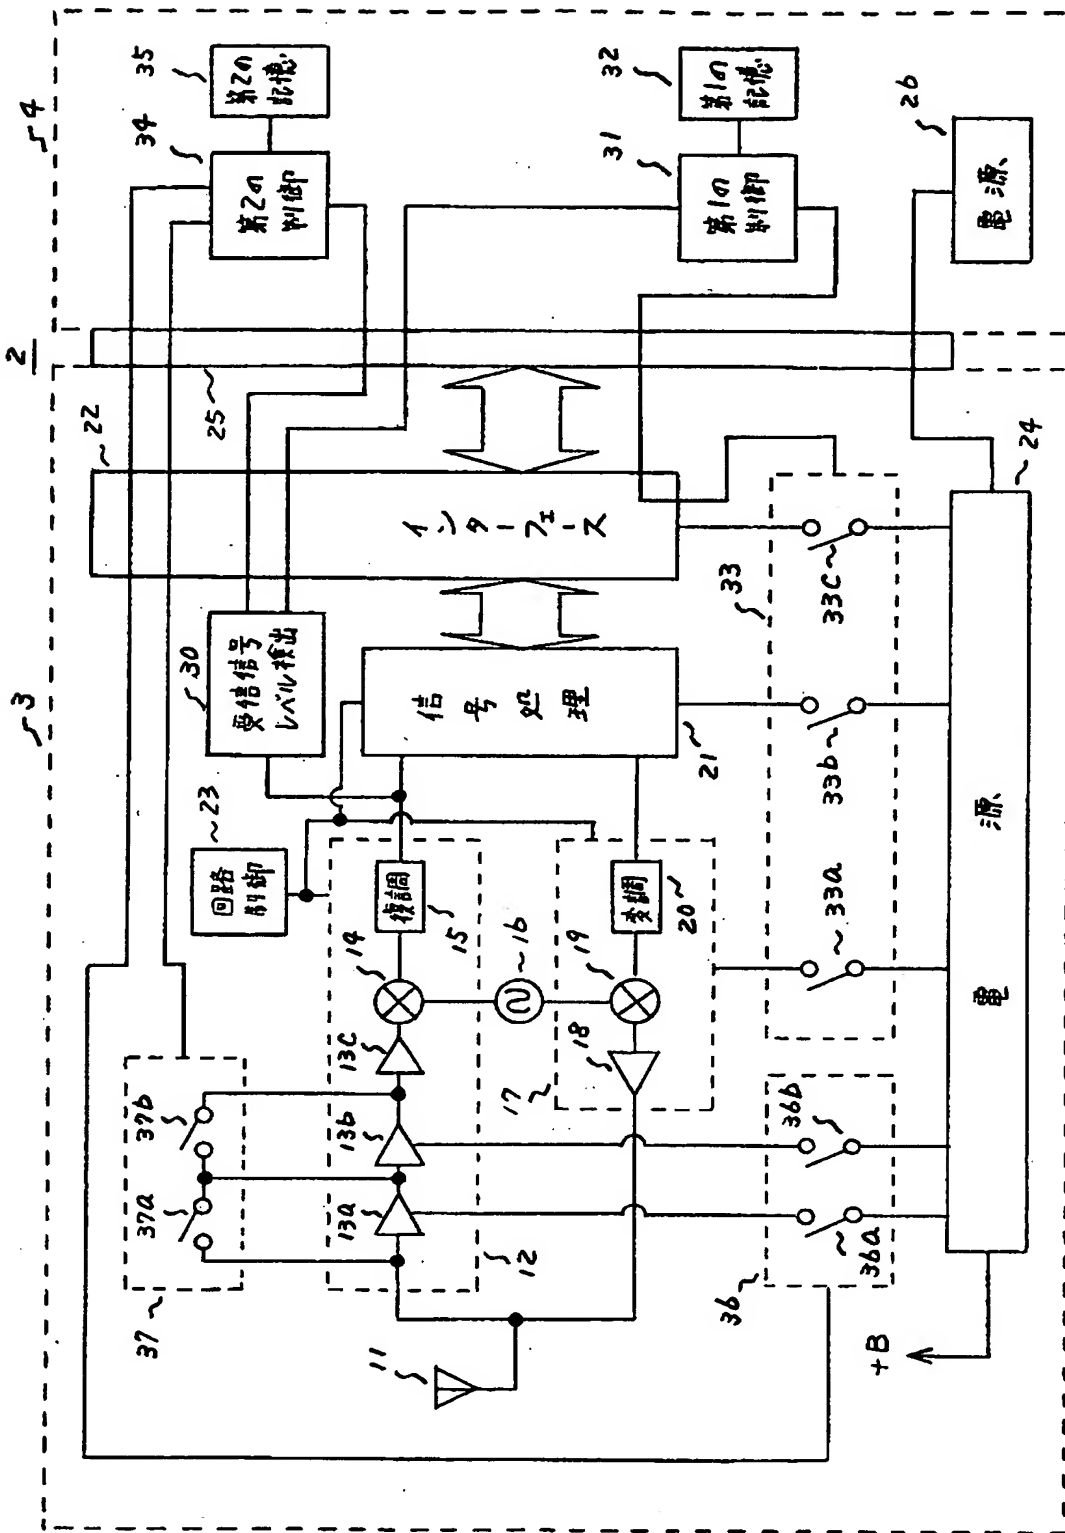 2
3
4
37
37a
37b
11
12
13a
13b
13c
14
15
復調
16
17
18
19
20
変調
23
回路
制御
30
受信信号
レベル検出
21
信号処理
22
インターフェース
25
34
第2の
制御
35
第2の
記憶
31
第1の
制御
32
第1の
記憶
26
電源
33
33a
33b
33c
36
36a
36b
24
電源
+B